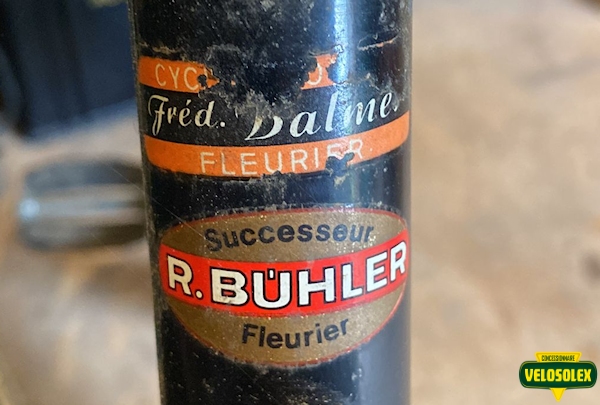 Fréd. Balmer
FLEURIER
Successeur
R. BÜHLER
Fleurier
CONCESSIONNAIRE
VELOSOLEX